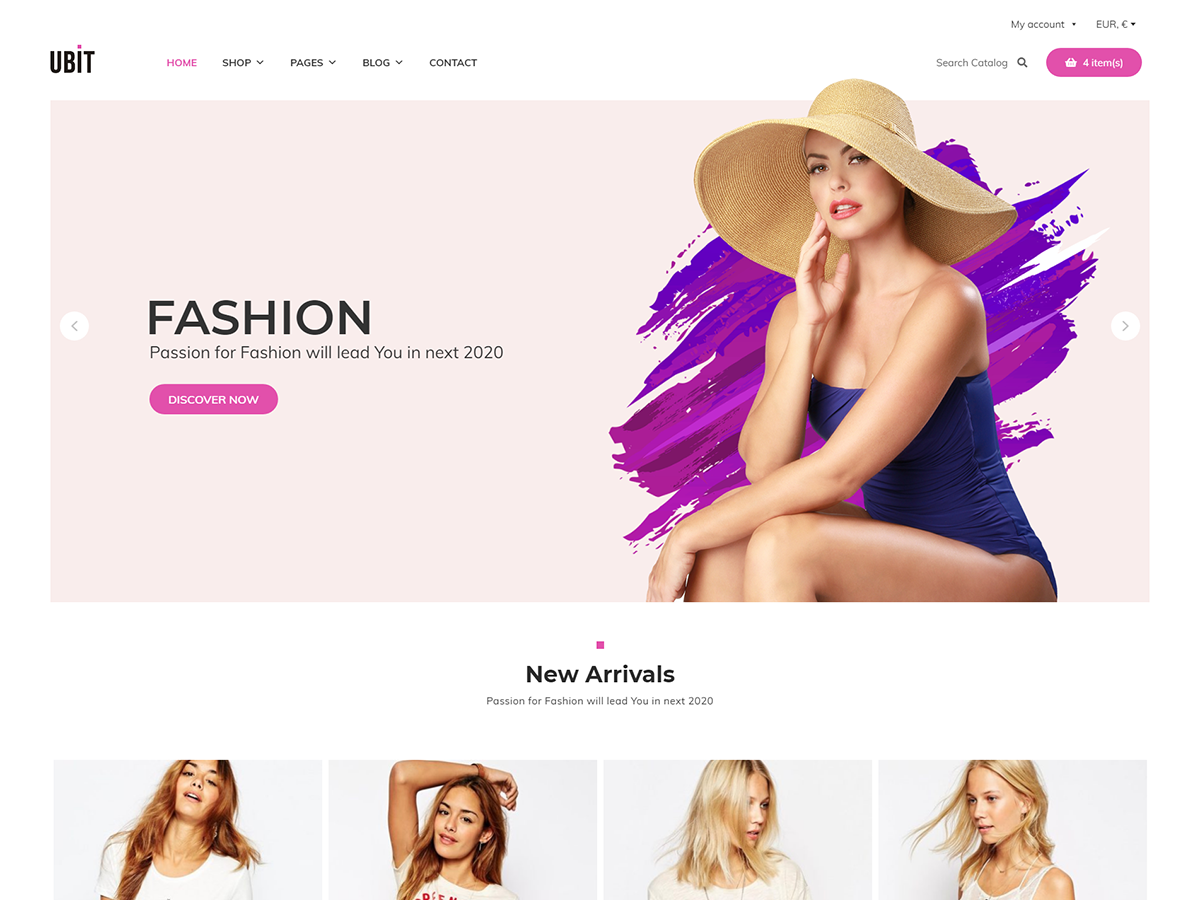 My account
EUR, €
UBIT
HOME
SHOP
PAGES
BLOG
CONTACT
Search Catalog
4 item(s)
FASHION
Passion for Fashion will lead You in next 2020
DISCOVER NOW
New Arrivals
Passion for Fashion will lead You in next 2020